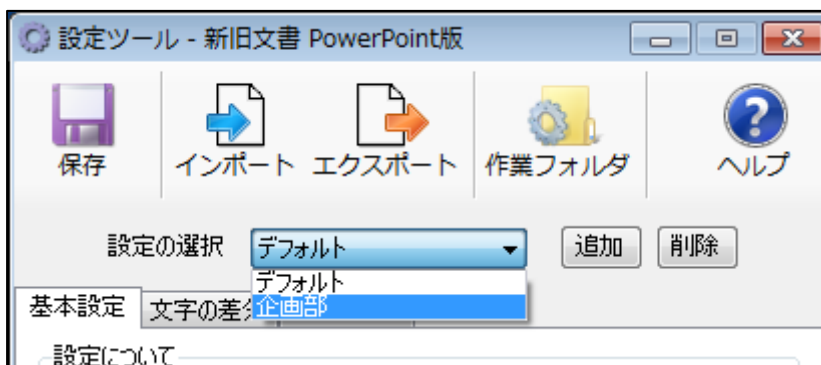 設定ツール - 新旧文書 PowerPoint版
保存 インポート エクスポート 作業フォルダ ヘルプ
設定の選択 デフォルト 追加 削除
デフォルト
企画部
基本設定 文字の差分
設定について